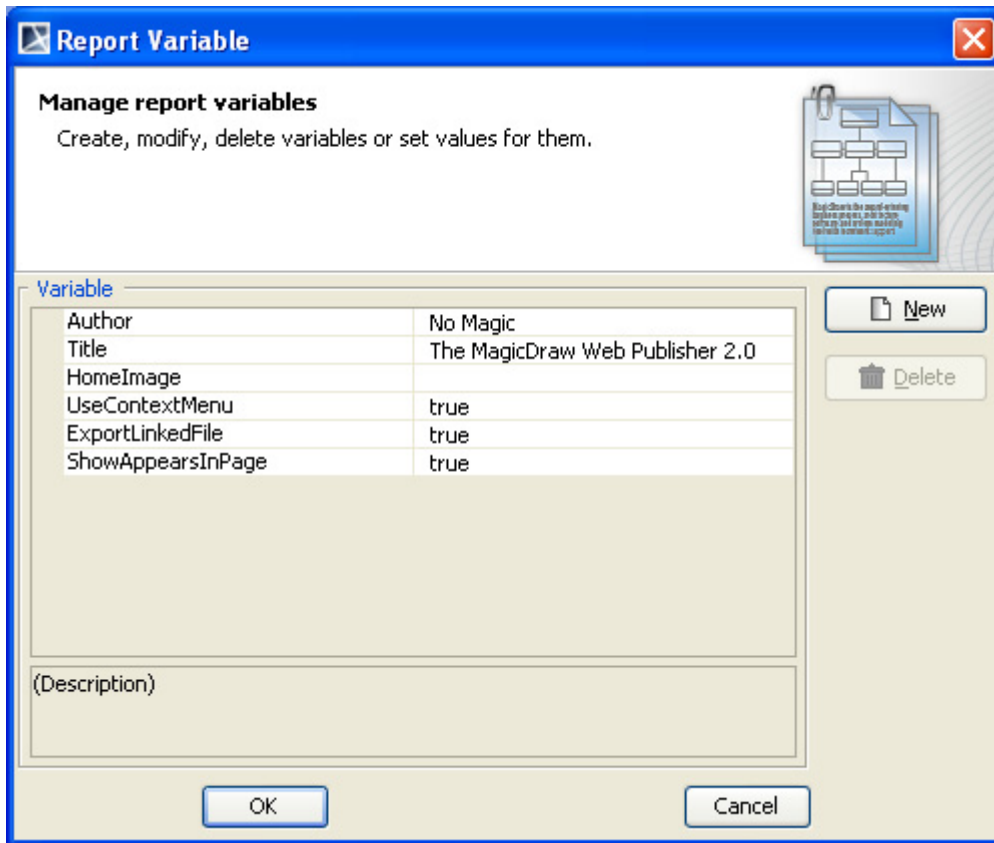 Report Variable
Manage report variables
Create, modify, delete variables or set values for them.
Variable
Author No Magic
Title The MagicDraw Web Publisher 2.0
HomeImage
UseContextMenu true
ExportLinkedFile true
ShowAppearsInPage true
New
Delete
(Description)
OK Cancel